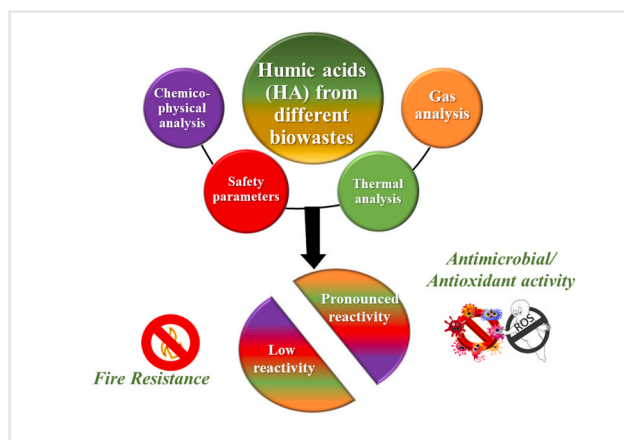 Humic acids
(HA) from
different
biowastes
Chemico-
physical
analysis
Gas
analysis
Safety
parameters
Thermal
analysis
Antimicrobial/
Antioxidant activity
Pronounced
reactivity
ROS
Low
reactivity
Fire Resistance